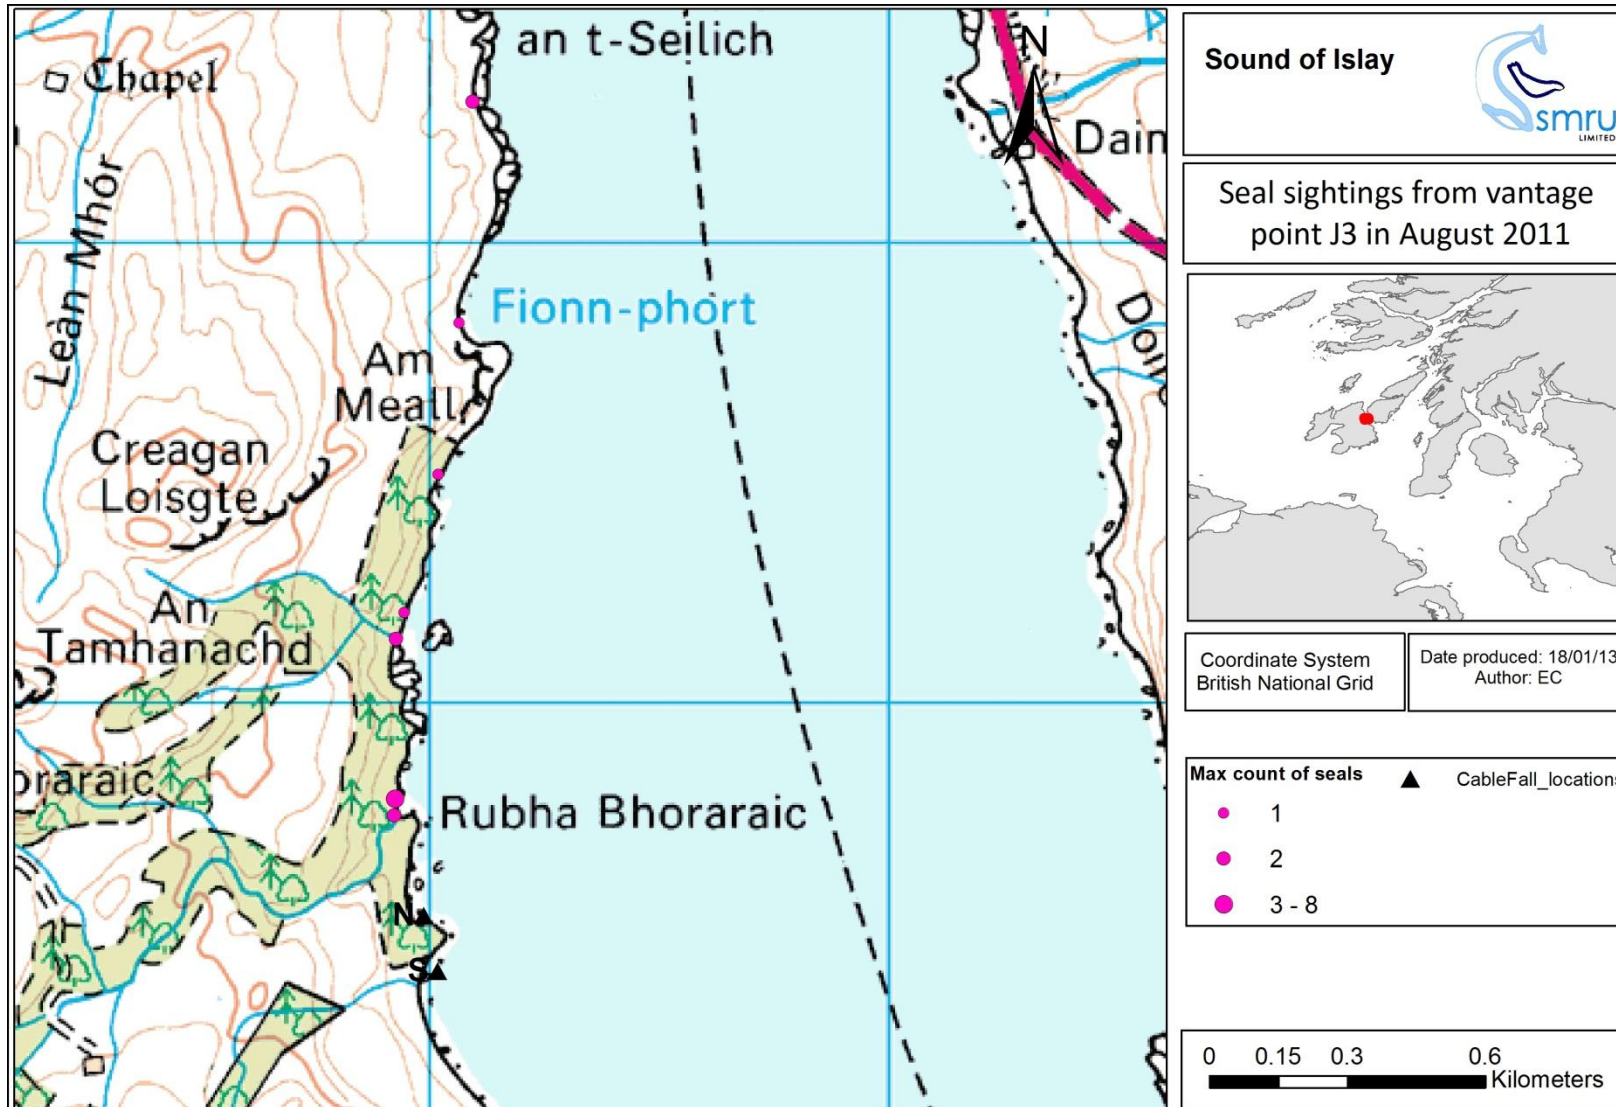 an t-Seilich
Chapel
Leàn Mhór
Fionn-phort
Am
Meall
Creagan
Loisgte
An
Tamhanachd
oraraic
Rubha Bhoraraic
N
S
N
Dain
Doir
A
Sound of Islay
smru
LIMITED
Seal sightings from vantage
point J3 in August 2011
Coordinate System
British National Grid
Date produced: 18/01/13
Author: EC
Max count of seals
1
2
3 - 8
CableFall_locations
0 0.15 0.3 0.6
Kilometers